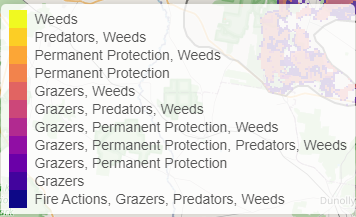 Weeds
Predators, Weeds
Permanent Protection, Weeds
Permanent Protection
Grazers, Weeds
Grazers, Predators, Weeds
Grazers, Permanent Protection, Weeds
Grazers, Permanent Protection, Predators, Weeds
Grazers, Permanent Protection
Grazers
Fire Actions, Grazers, Predators, Weeds
Dunolly